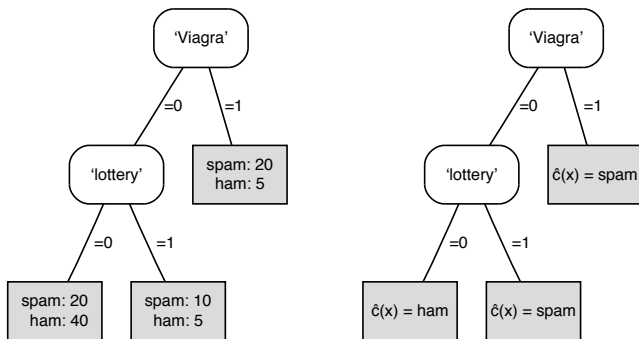 ‘Viagra’
=0
=1
‘lottery’
spam: 20
ham: 5
=0
=1
spam: 20
ham: 40
spam: 10
ham: 5
‘Viagra’
=0
=1
‘lottery’
ĉ(x) = spam
=0
=1
ĉ(x) = ham
ĉ(x) = spam